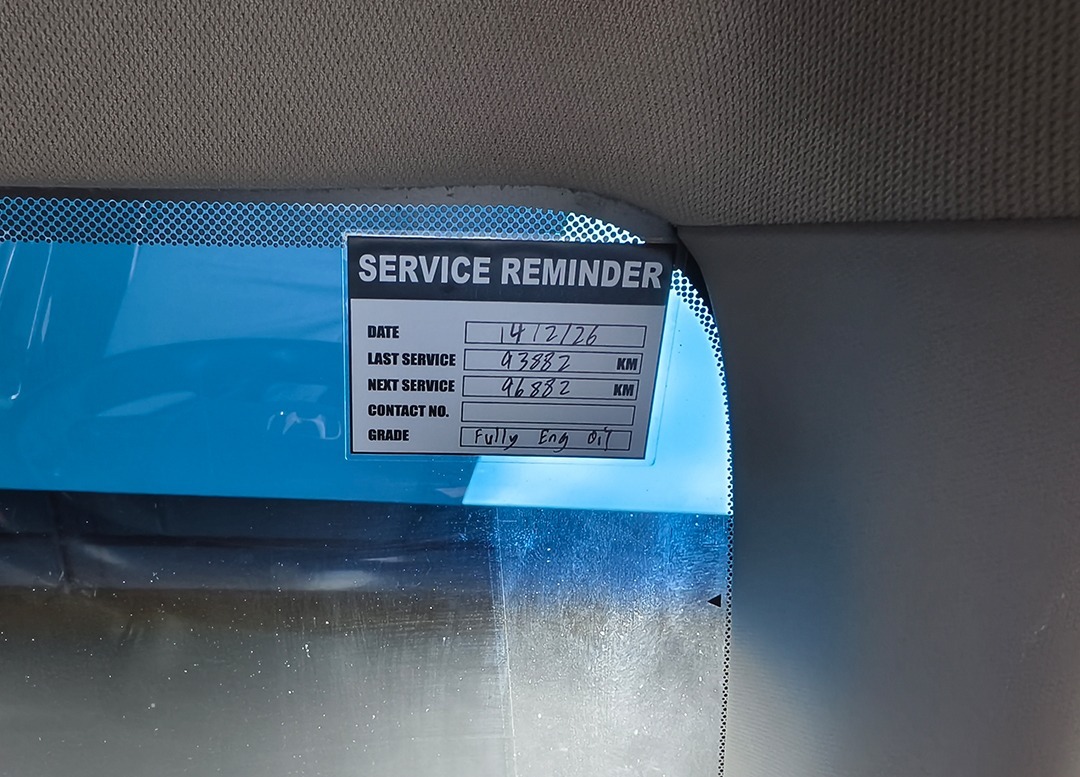 SERVICE REMINDER
DATE 14/2/26
LAST SERVICE 93882 KM
NEXT SERVICE 96882 KM
CONTACT NO.
GRADE Fully Eng Oil